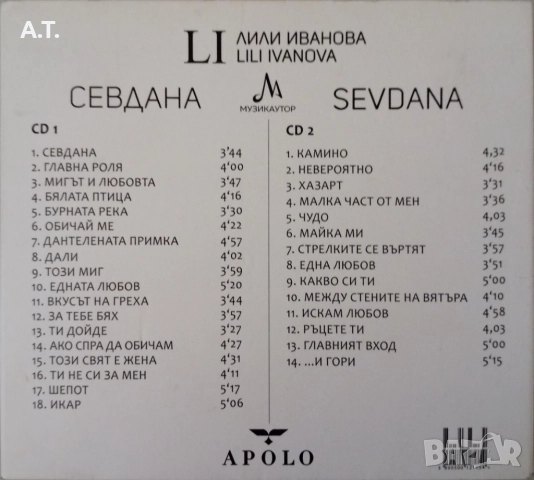 A.T.
LI ЛИЛИ ИВАНОВА
LILI IVANOVA
СЕВДАНА
МУЗИКАУТОР
SEVDANA
CD 1
1. СЕВДАНА 3'44
2. ГЛАВНА РОЛЯ 4'00
3. МИГЪТ И ЛЮБОВТА 3'47
4. БЯЛАТА ПТИЦА 4'16
5. БУРНАТА РЕКА 3'30
6. ОБИЧАЙ МЕ 4'22
7. ДАНТЕЛЕНАТА ПРИМКА 4'57
8. ДАЛИ 4'02
9. ТОЗИ МИГ 3'59
10. ЕДНАТА ЛЮБОВ 5'20
11. ВКУСЪТ НА ГРЕХА 3'44
12. ЗА ТЕБЕ БЯХ 3'57
13. ТИ ДОЙДЕ 3'27
14. АКО СПРА ДА ОБИЧАМ 4'27
15. ТОЗИ СВЯТ Е ЖЕНА 4'31
16. ТИ НЕ СИ ЗА МЕН 4'11
17. ШЕПОТ 5'17
18. ИКАР 5'06
CD 2
1. КАМИНО 4,32
2. НЕВЕРОЯТНО 4'16
3. ХАЗАРТ 3'31
4. МАЛКА ЧАСТ ОТ МЕН 3'36
5. ЧУДО 4,03
6. МАЙКА МИ 3'45
7. СТРЕЛКИТЕ СЕ ВЪРТЯТ 3'57
8. ЕДНА ЛЮБОВ 3'51
9. КАКВО СИ ТИ 5'00
10. МЕЖДУ СТЕНИТЕ НА ВЯТЪРА 4'10
11. ИСКАМ ЛЮБОВ 4'58
12. РЪЦЕТЕ ТИ 4,03
13. ГЛАВНИЯТ ВХОД 5'00
14. ...И ГОРИ 5'15
APOLO